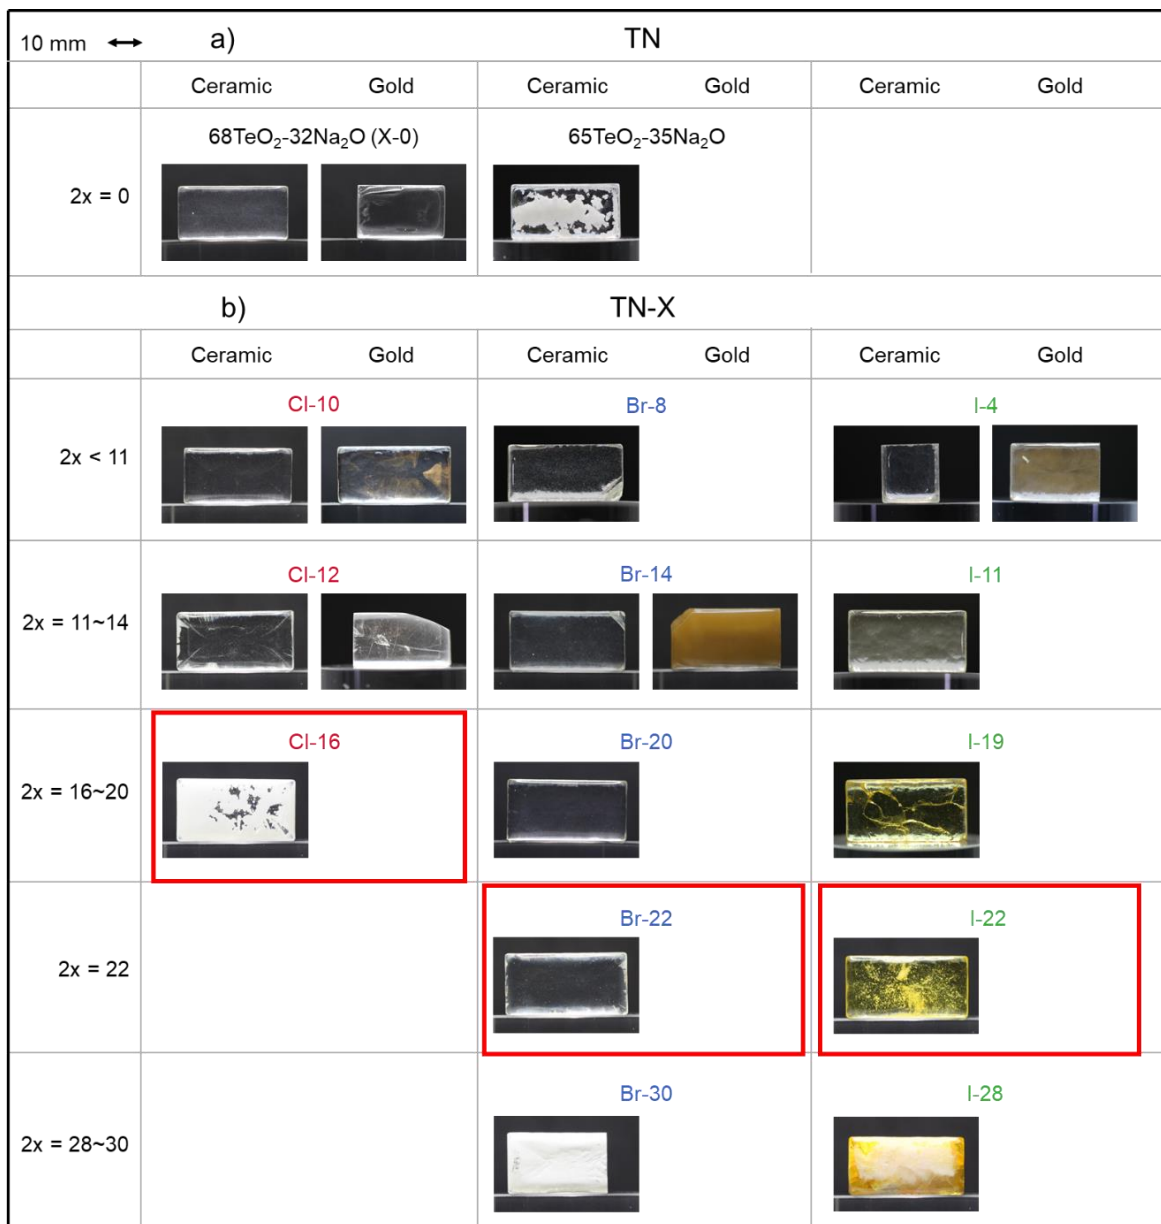 10 mm a) TN
Ceramic Gold Ceramic Gold Ceramic Gold
68TeO₂-32Na₂O (X-0) 65TeO₂-35Na₂O
2x = 0
b) TN-X
Ceramic Gold Ceramic Gold Ceramic Gold
Cl-10 Br-8 I-4
2x < 11
Cl-12 Br-14 I-11
2x = 11~14
Cl-16 Br-20 I-19
2x = 16~20
Br-22 I-22
2x = 22
Br-30 I-28
2x = 28~30